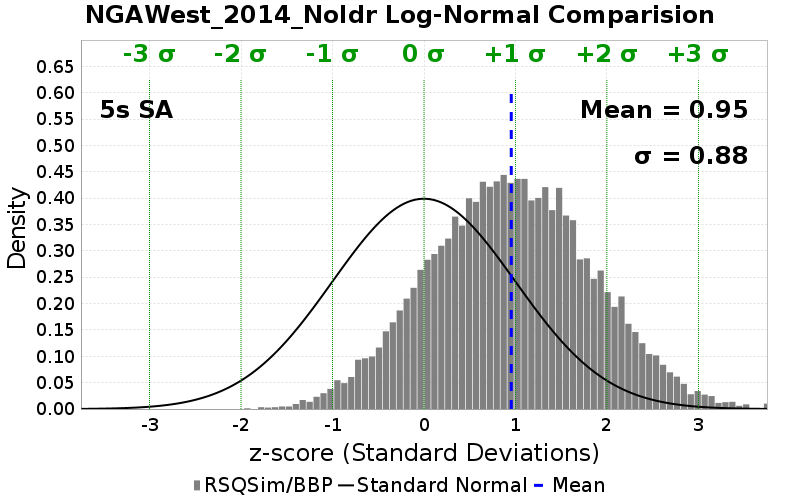 NGAWest_2014_NoIdr Log-Normal Comparision
-3 σ -2 σ -1 σ 0 σ +1 σ +2 σ +3 σ
5s SA
Mean = 0.95
σ = 0.88
Density
0.65
0.60
0.55
0.50
0.45
0.40
0.35
0.30
0.25
0.20
0.15
0.10
0.05
0.00
-3 -2 -1 0 1 2 3
z-score (Standard Deviations)
RSQSim/BBP Standard Normal Mean